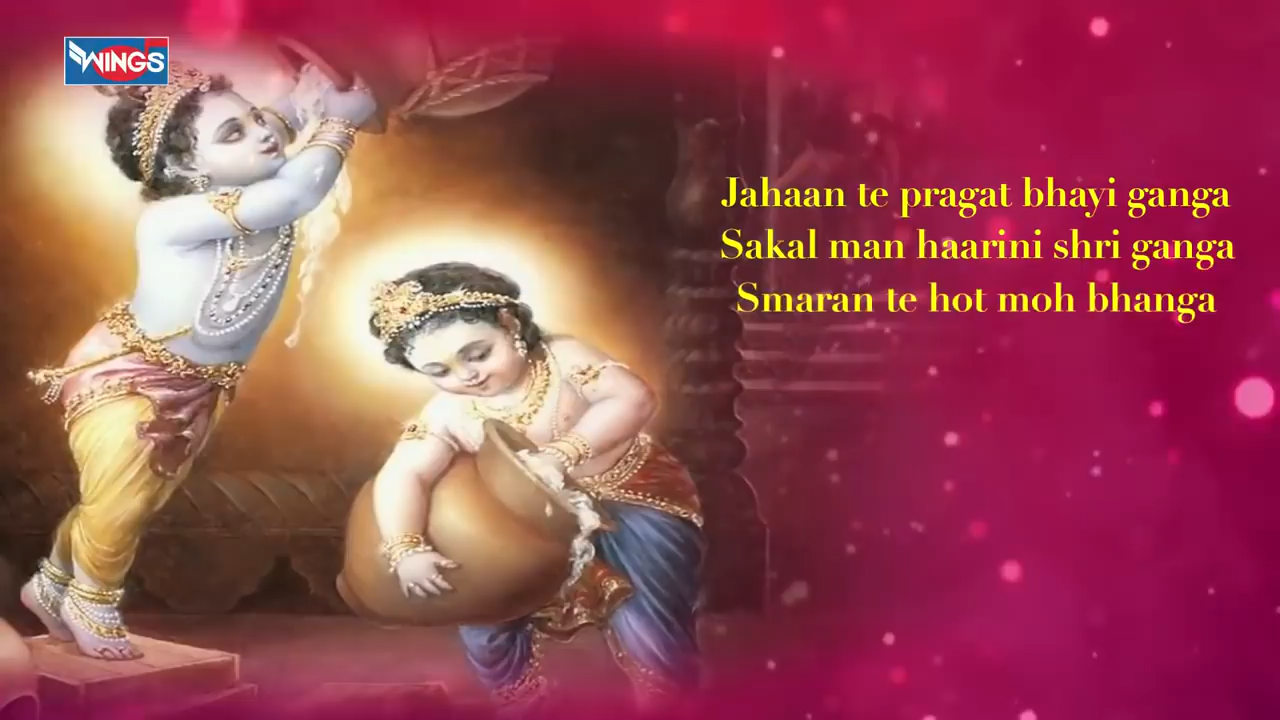 WINGS
Jahaan te pragat bhayi ganga
Sakal man haarini shri ganga
Smaran te hot moh bhanga